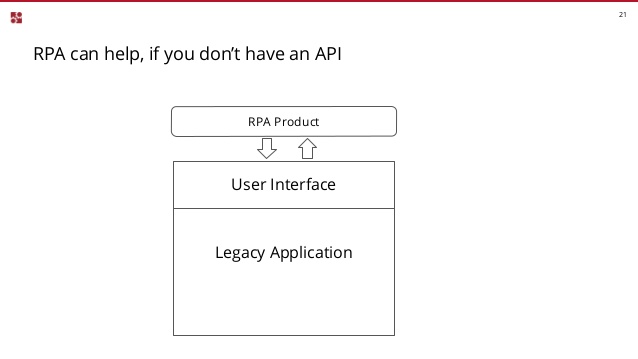 21
RPA can help, if you don’t have an API
RPA Product
User Interface
Legacy Application